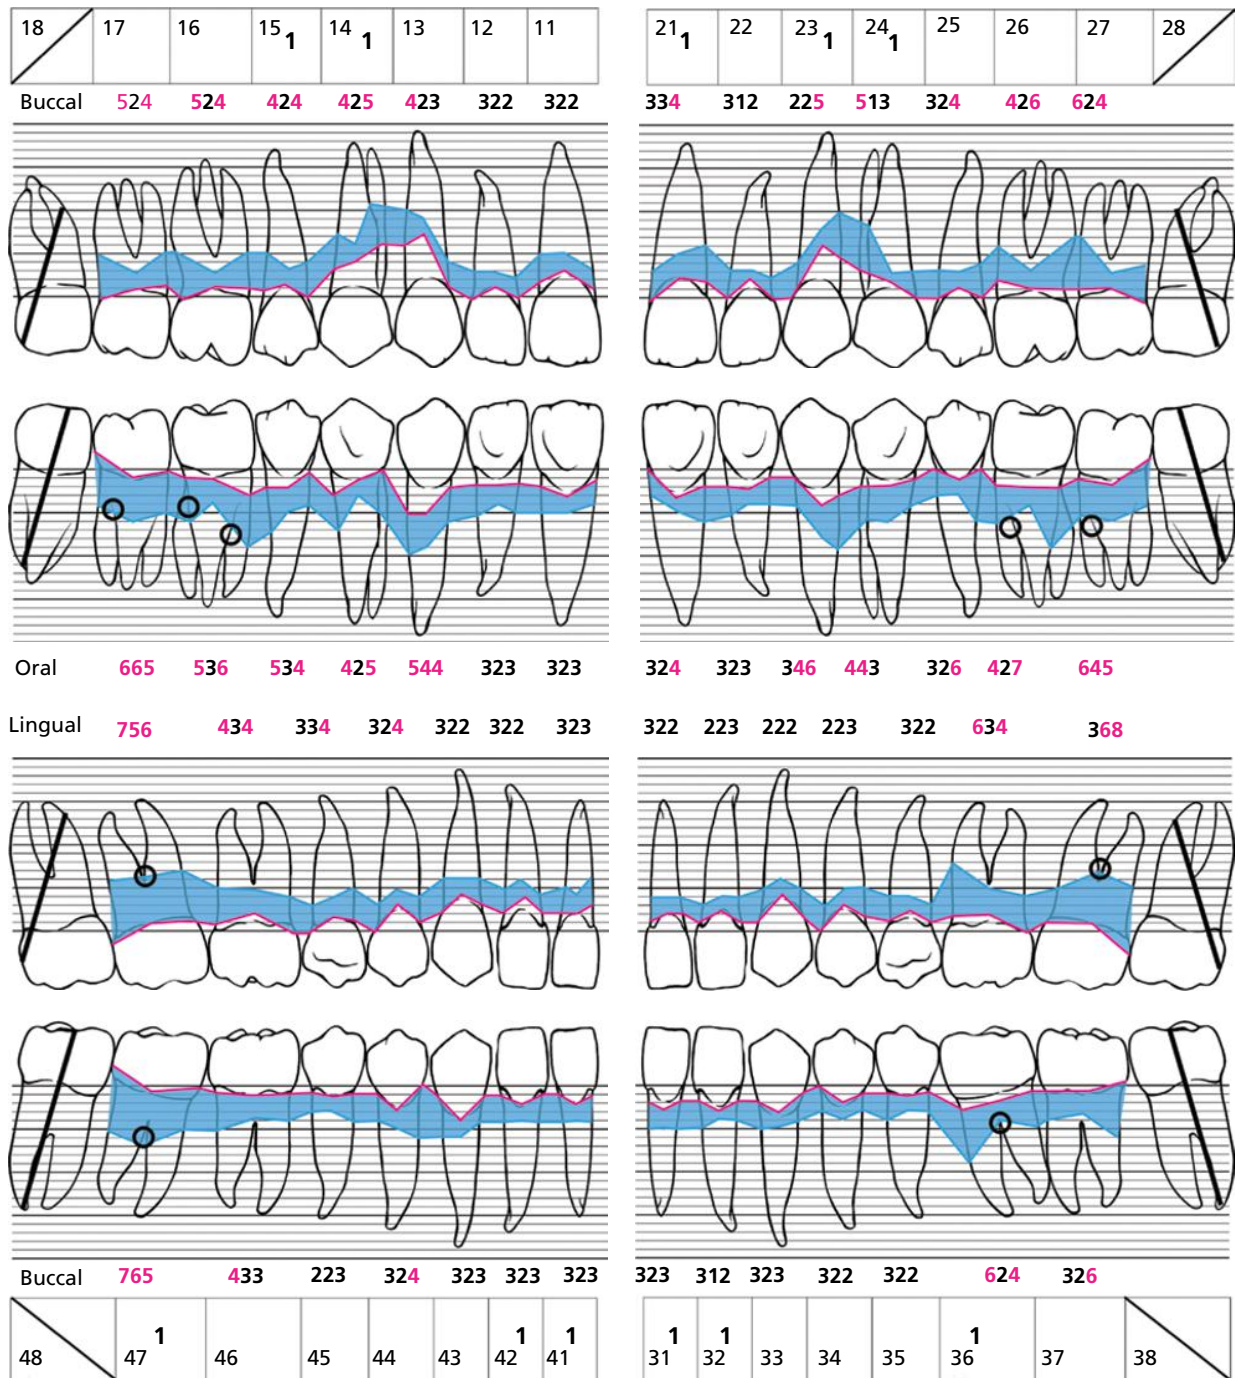 18 17 16 15 1 14 1 13 12 11 21 1 22 23 1 24 1 25 26 27 28
Buccal 524 524 424 425 423 322 322 334 312 225 513 324 426 624
Oral 665 536 534 425 544 323 323 324 323 346 443 326 427 645
Lingual 756 434 334 324 322 322 323 322 223 222 223 322 634 368
Buccal 765 433 223 324 323 323 323 323 312 323 322 322 624 326
48 47 1 46 45 44 43 42 1 41 1 31 1 32 1 33 34 35 36 1 37 38